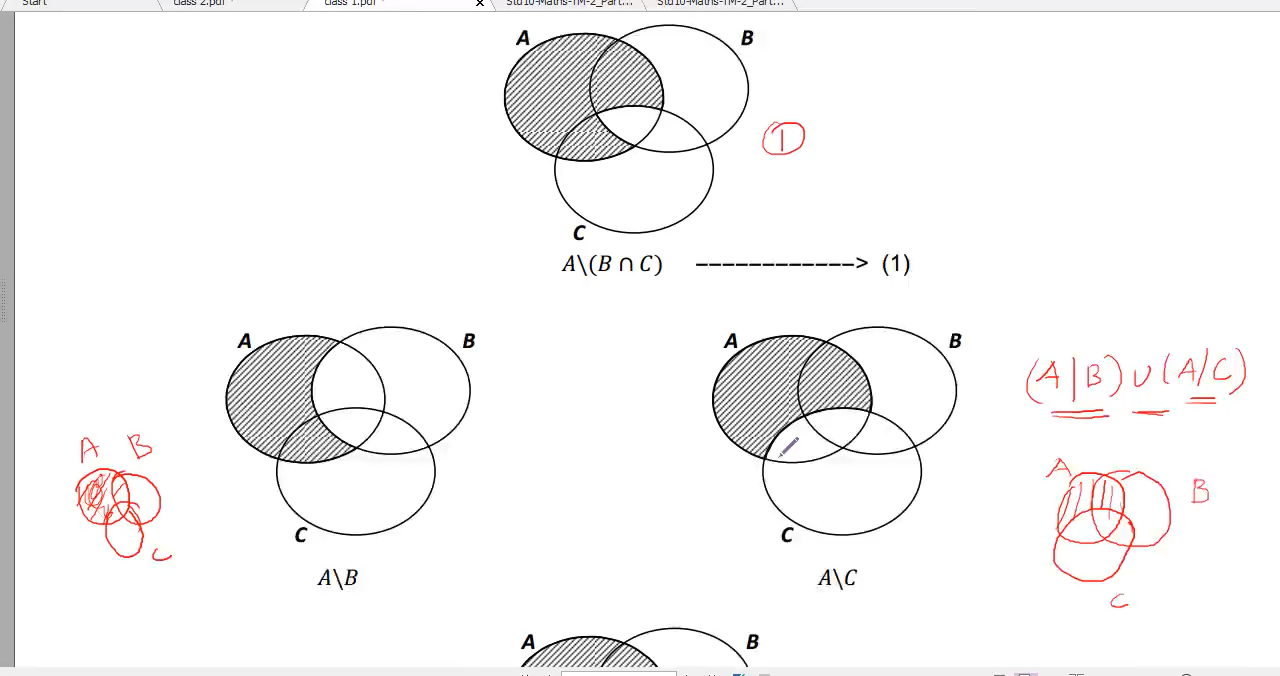 Start class 2.pdf * class 1.pdf * × Std10-Maths-TM-2_Part... Std10-Maths-TM-2_Part...
A B
1
C
A\(B ∩ C) −−−−−−−−−−−−−> (1)
A B A B
(A|B) ∪ (A/C)
A B
A B
C C C
C
A\B A\C
A B